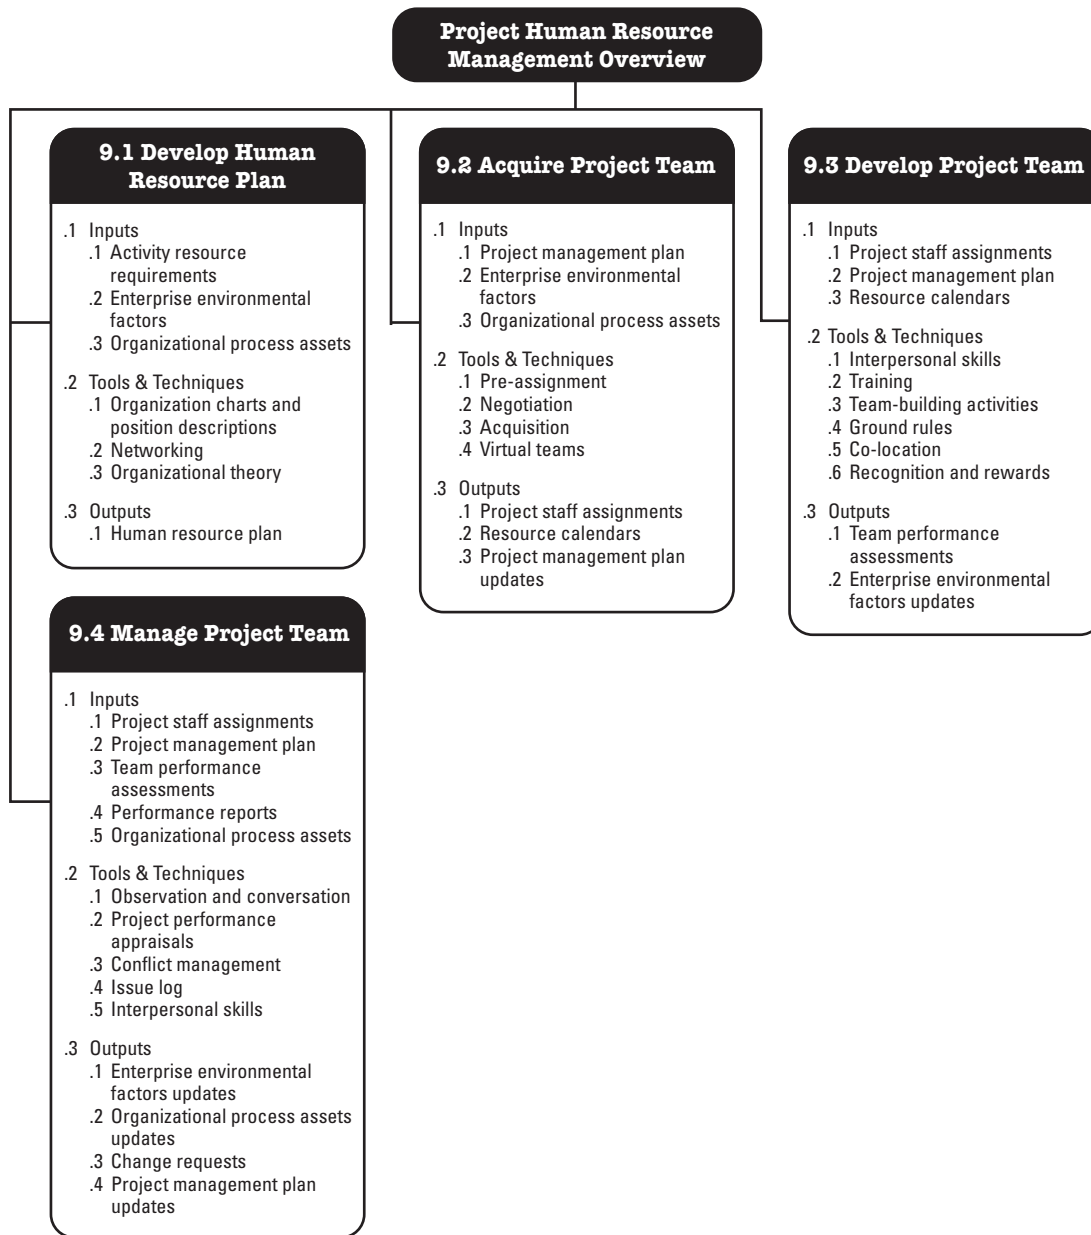 Project Human Resource
Management Overview
9.1 Develop Human
Resource Plan
.1 Inputs
.1 Activity resource
requirements
.2 Enterprise environmental
factors
.3 Organizational process assets
.2 Tools & Techniques
.1 Organization charts and
position descriptions
.2 Networking
.3 Organizational theory
.3 Outputs
.1 Human resource plan
9.2 Acquire Project Team
.1 Inputs
.1 Project management plan
.2 Enterprise environmental
factors
.3 Organizational process assets
.2 Tools & Techniques
.1 Pre-assignment
.2 Negotiation
.3 Acquisition
.4 Virtual teams
.3 Outputs
.1 Project staff assignments
.2 Resource calendars
.3 Project management plan
updates
9.3 Develop Project Team
.1 Inputs
.1 Project staff assignments
.2 Project management plan
.3 Resource calendars
.2 Tools & Techniques
.1 Interpersonal skills
.2 Training
.3 Team-building activities
.4 Ground rules
.5 Co-location
.6 Recognition and rewards
.3 Outputs
.1 Team performance
assessments
.2 Enterprise environmental
factors updates
9.4 Manage Project Team
.1 Inputs
.1 Project staff assignments
.2 Project management plan
.3 Team performance
assessments
.4 Performance reports
.5 Organizational process assets
.2 Tools & Techniques
.1 Observation and conversation
.2 Project performance
appraisals
.3 Conflict management
.4 Issue log
.5 Interpersonal skills
.3 Outputs
.1 Enterprise environmental
factors updates
.2 Organizational process assets
updates
.3 Change requests
.4 Project management plan
updates